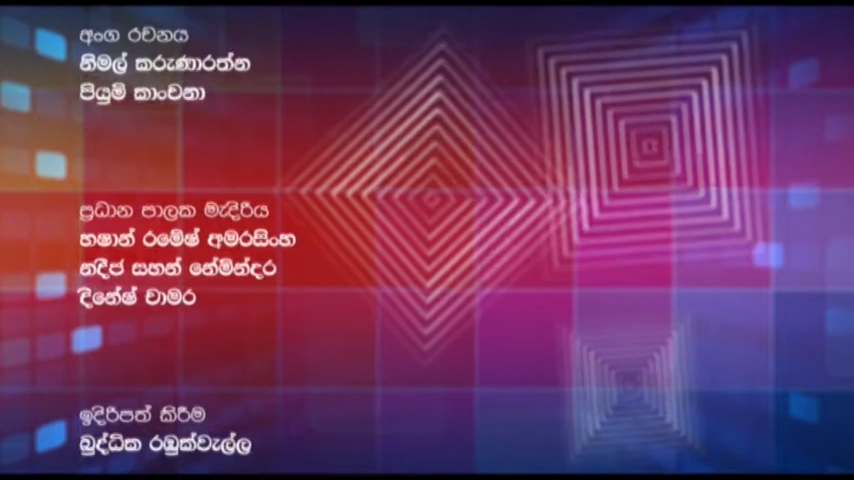 අංග රචනය
නිමල් කරුණාරත්න
පියුමි කාංචනා
ප්‍රධාන පාලක මැදිරිය
හෂාන් රමේෂ් අමරසිංහ
නදීජ සහන් නේමින්දර
දිනේෂ් චාමර
ඉදිරිපත් කිරීම
බුද්ධික රඹුක්වැල්ල